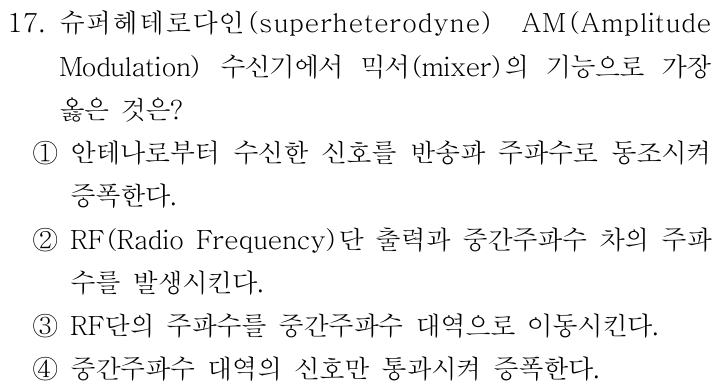 17. 슈퍼헤테로다인(superheterodyne) AM(Amplitude
Modulation) 수신기에서 믹서(mixer)의 기능으로 가장
옳은 것은?
① 안테나로부터 수신한 신호를 반송파 주파수로 동조시켜
증폭한다.
② RF(Radio Frequency)단 출력과 중간주파수 차의 주파
수를 발생시킨다.
③ RF단의 주파수를 중간주파수 대역으로 이동시킨다.
④ 중간주파수 대역의 신호만 통과시켜 증폭한다.